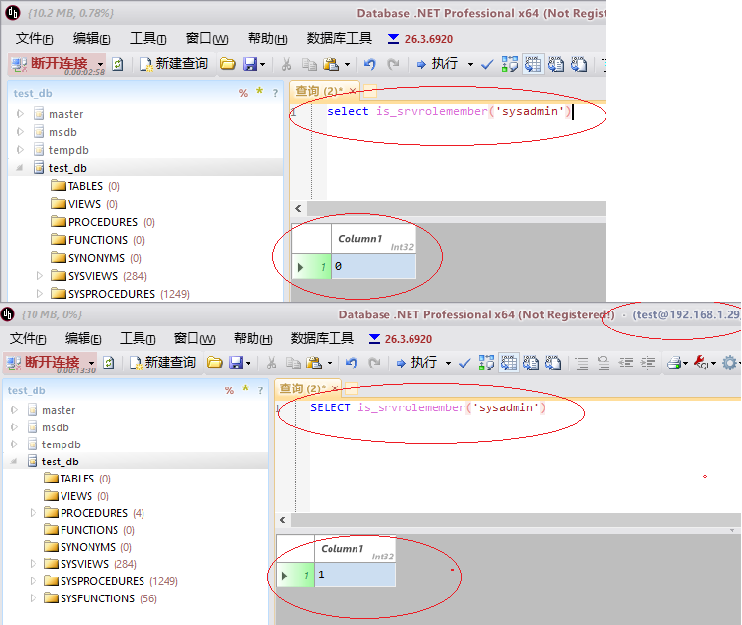 (10.2 MB, 0.78%) Database .NET Professional x64 (Not Regist
文件(F) 编辑(E) 工具(T) 窗口(W) 帮助(H) 数据库工具 26.3.6920
断开连接 新建查询 执行
0.00:02:58
test_db % * ?
查询 (2)* ×
master
msdb
tempdb
test_db
TABLES (0)
VIEWS (0)
PROCEDURES (0)
FUNCTIONS (0)
SYNONYMS (0)
SYSVIEWS (284)
SYSPROCEDURES (1249)
1 select is_srvrolemember('sysadmin')
Column1
Int32
1 0
(10 MB, 0%) Database .NET Professional x64 (Not Registered!) - (test@192.168.1.29
文件(F) 编辑(E) 工具(T) 窗口(W) 帮助(H) 数据库工具 26.3.6920
断开连接 新建查询 执行
0.00:13:10
test_db % * ?
查询 (2)* ×
master
msdb
tempdb
test_db
TABLES (0)
VIEWS (0)
PROCEDURES (4)
FUNCTIONS (0)
SYNONYMS (0)
SYSVIEWS (284)
SYSPROCEDURES (1249)
SYSFUNCTIONS (56)
1 SELECT is_srvrolemember('sysadmin')
Column1
Int32
1 1